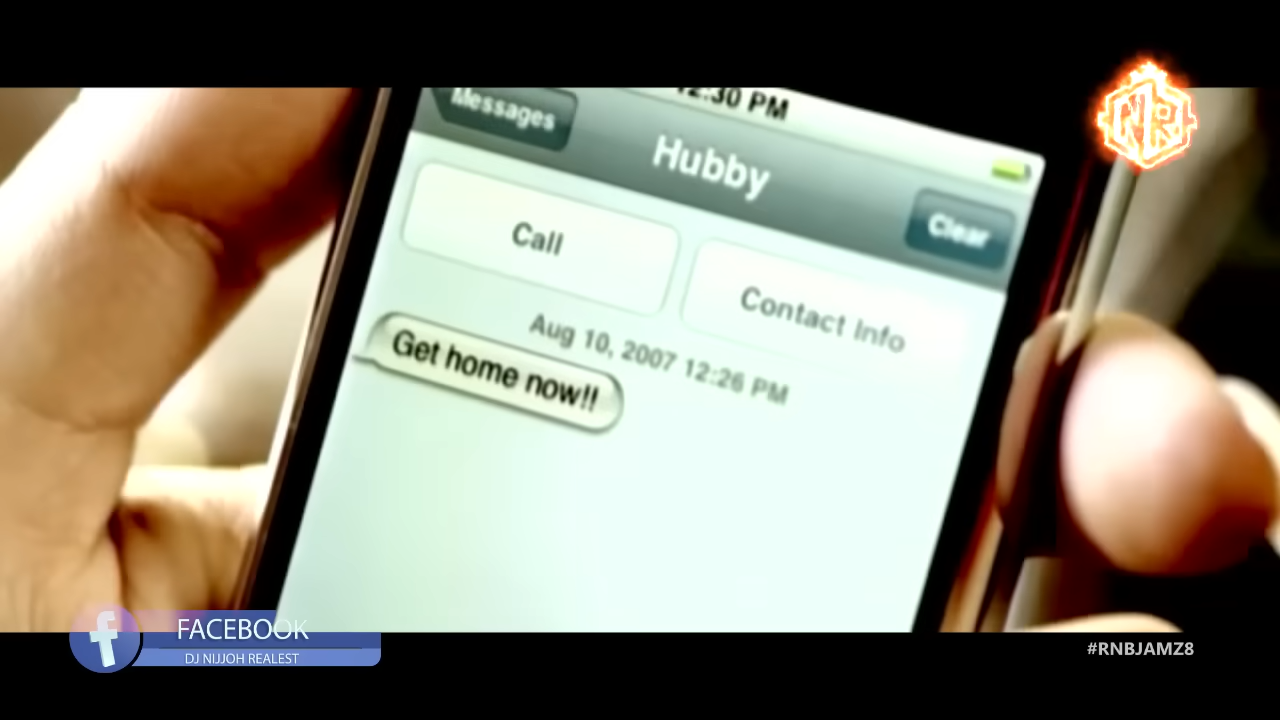 12:30 PM
Messages
Hubby
Clear
Call
Contact Info
Aug 10, 2007 12:26 PM
Get home now!!
NR
FACEBOOK
DJ NIJJOH REALEST
#RNBJAMZ8